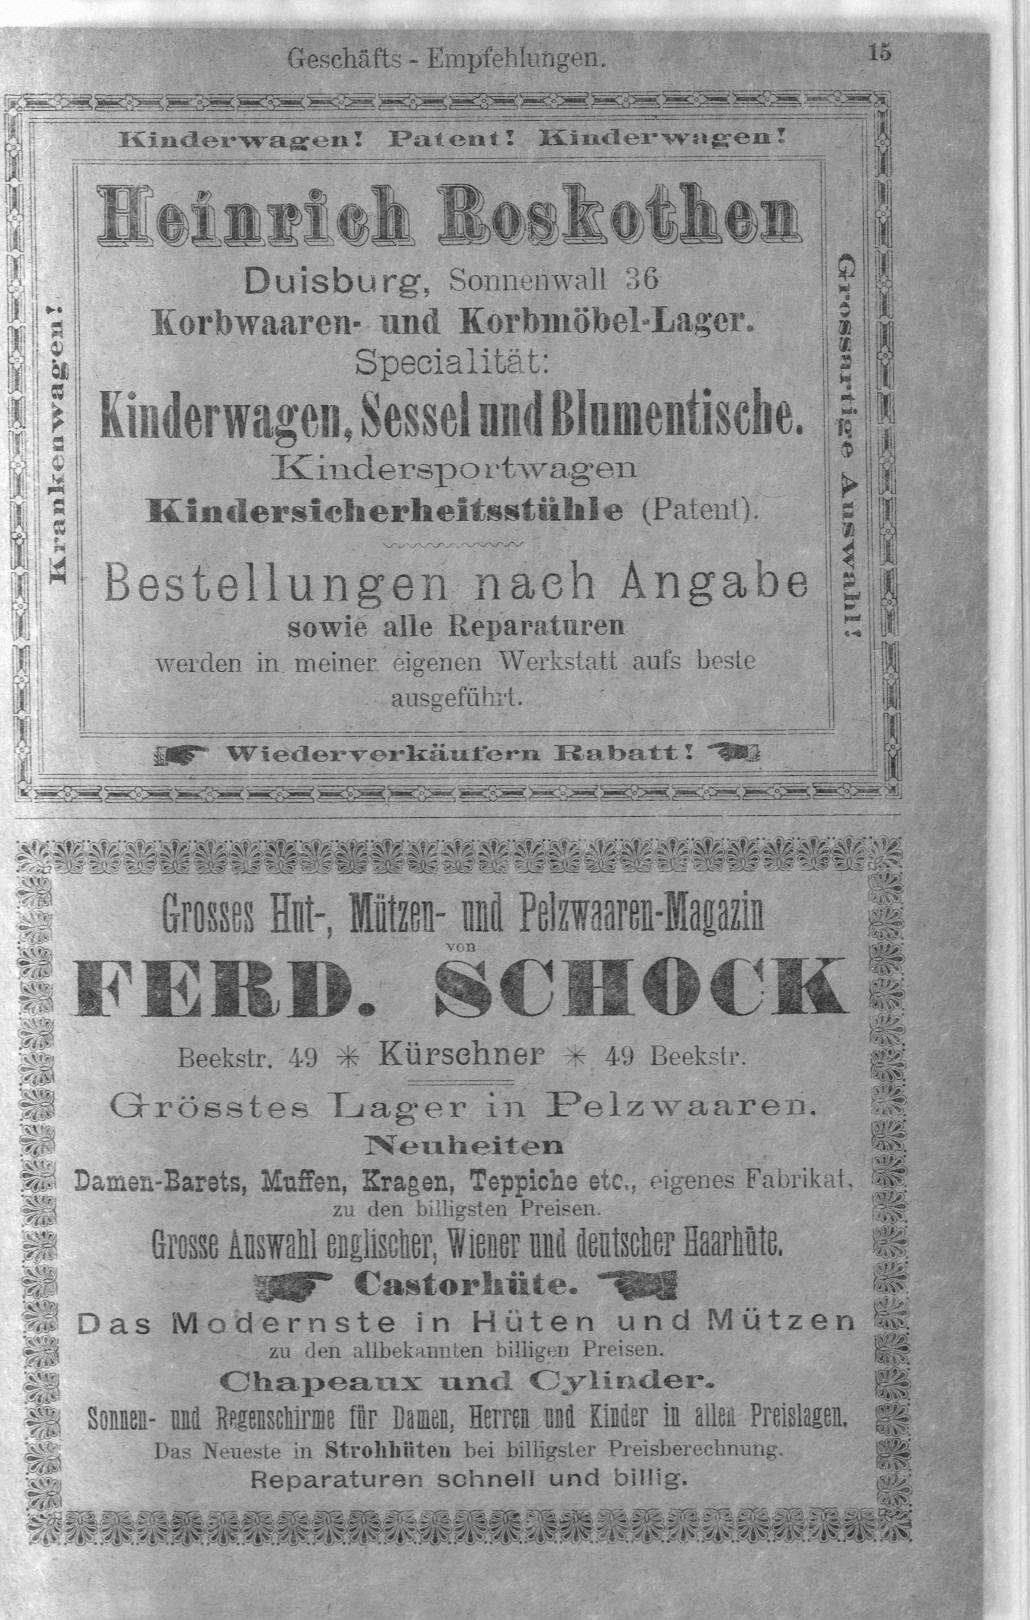 Geschäfts - Empfehlungen.
15
Kinderwagen! Patent! Kinderwagen!
Krankenwagen!
Heinrich Roskothen
Duisburg, Sonnenwall 36
Korbwaaren- und Korbmöbel-Lager.
Specialität:
Kinderwagen, Sessel und Blumentische.
Kindersportwagen
Kindersicherheitsstühle (Patent).
Bestellungen nach Angabe
sowie alle Reparaturen
werden in meiner eigenen Werkstatt aufs beste
ausgeführt.
Grossartige Auswahl!
Wiederverkäufern Rabatt!
Grosses Hut-, Mützen- und Pelzwaaren-Magazin
von
FERD. SCHOCK
Beekstr. 49 * Kürschner * 49 Beekstr.
Grösstes Lager in Pelzwaaren.
Neuheiten
Damen-Barets, Muffen, Kragen, Teppiche etc., eigenes Fabrikat,
zu den billigsten Preisen.
Grosse Auswahl englischer, Wiener und deutscher Haarhüte.
Castorhüte.
Das Modernste in Hüten und Mützen
zu den allbekannten billigen Preisen.
Chapeaux und Cylinder.
Sonnen- und Regenschirme für Damen, Herren und Kinder in allen Preislagen.
Das Neueste in Strohhüten bei billigster Preisberechnung.
Reparaturen schnell und billig.